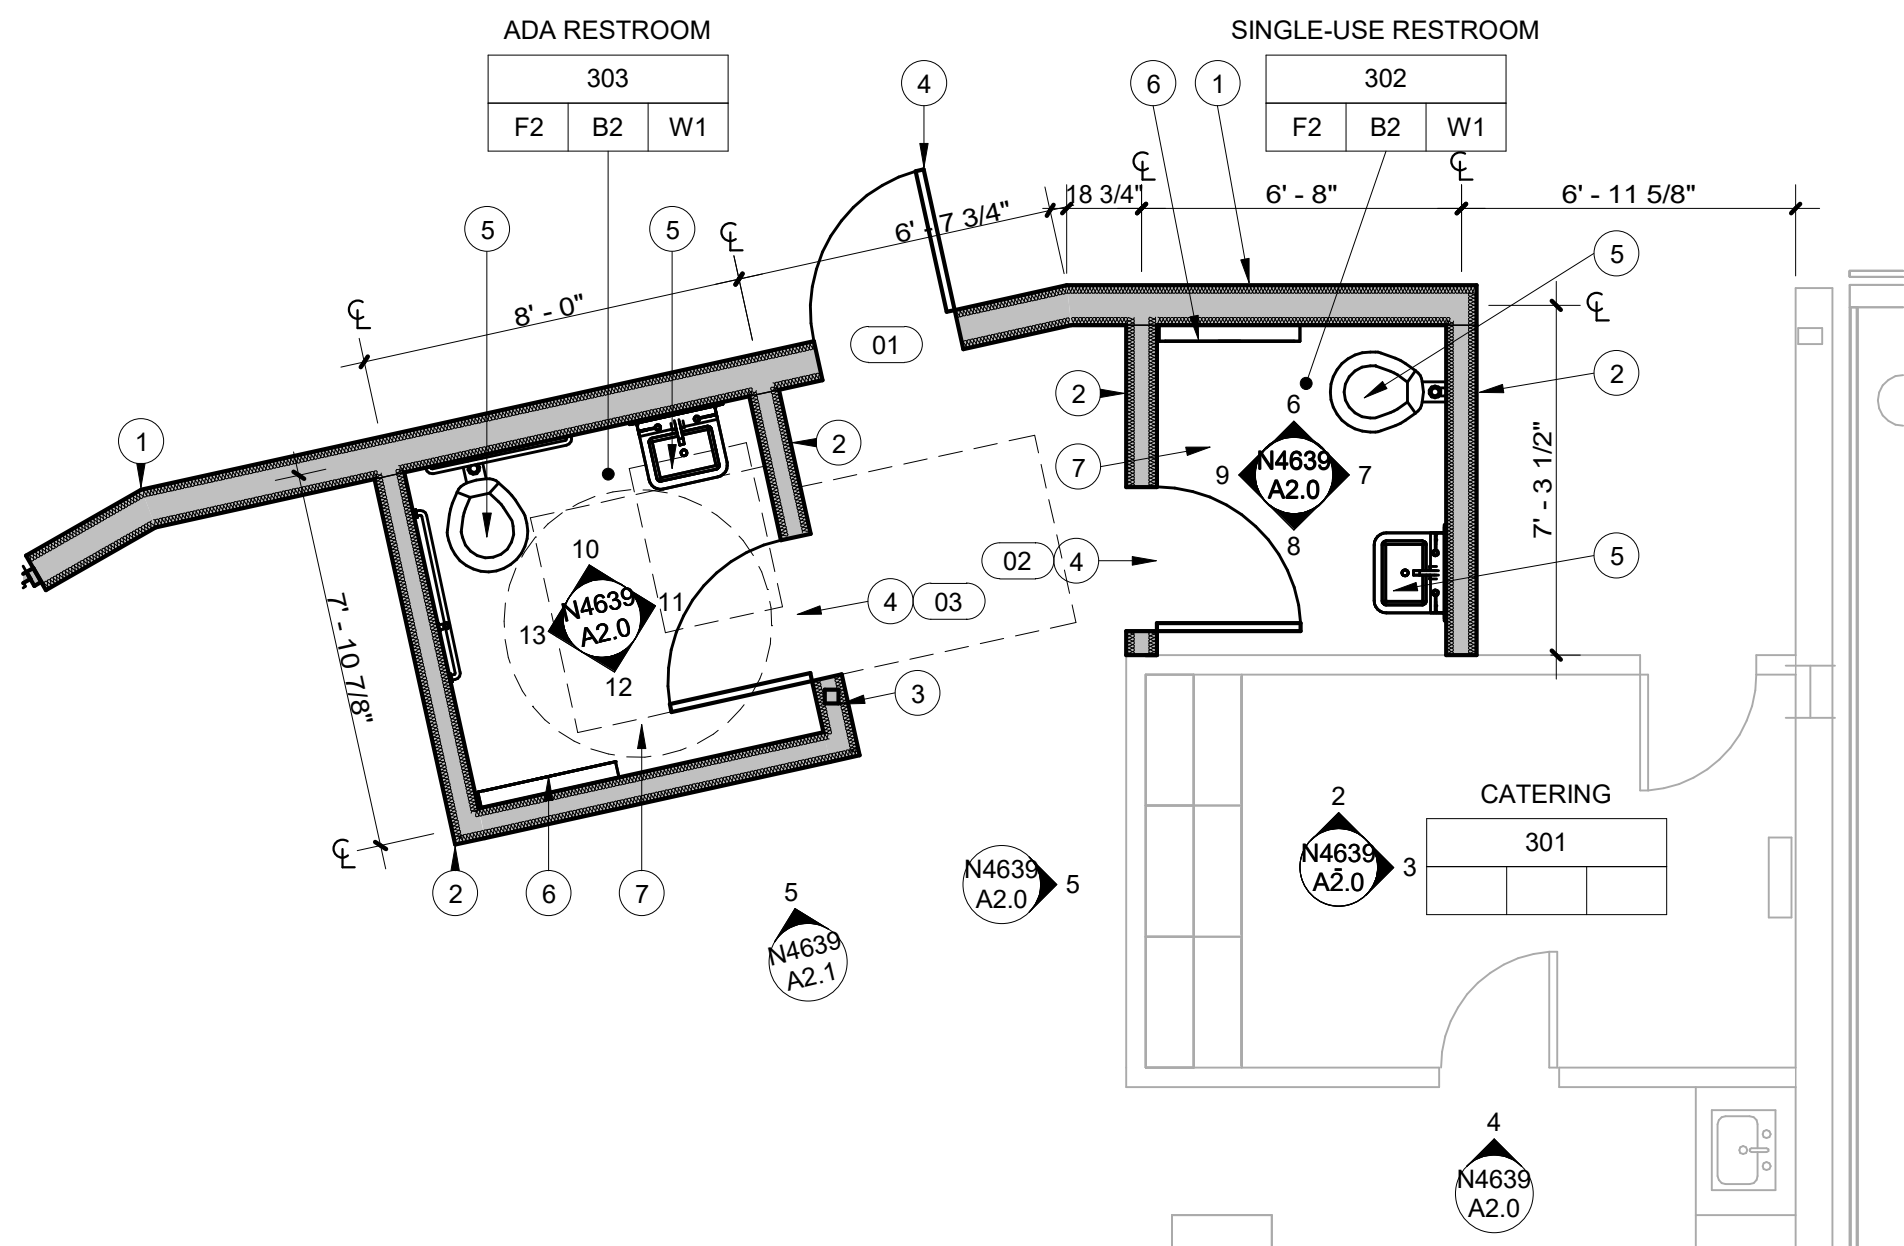 ADA RESTROOM
303
F2 B2 W1
SINGLE-USE RESTROOM
302
F2 B2 W1
4
6
1
5
5
℄
6' - 7 3/4"
18 3/4"
℄
6' - 8"
℄
6' - 11 5/8"
℄
8' - 0"
5
℄
01
2
2
1
2
7
6
9
N4639
A2.0
7
8
7' - 3 1/2"
5
10
N4639
A2.0
11
13
12
4
03
02
4
7' - 10 7/8"
3
℄
2
6
7
5
N4639
A2.1
N4639
A2.0
5
2
N4639
A2.0
3
CATERING
301
4
N4639
A2.0